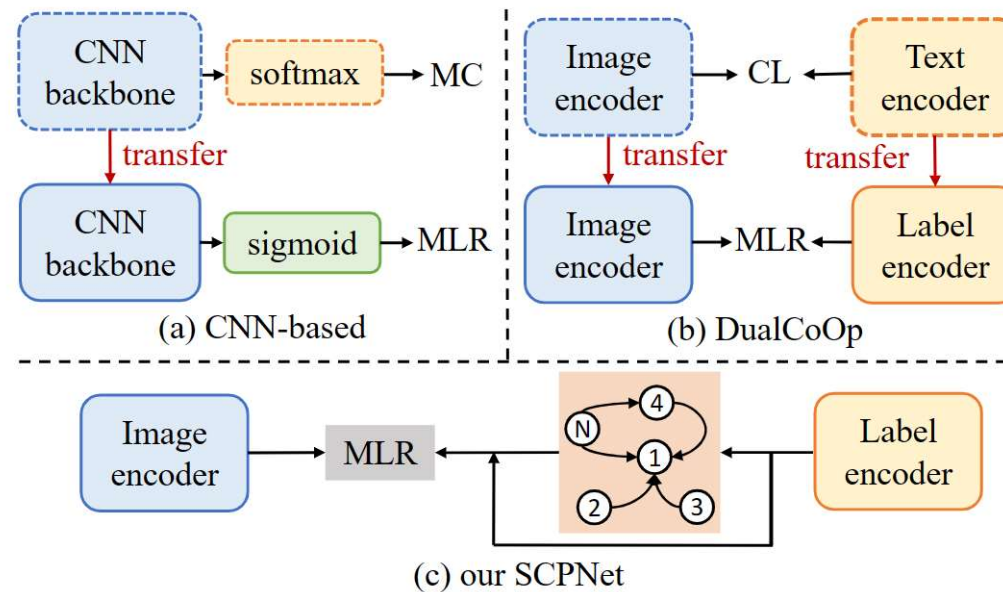 CNN
backbone
softmax
MC
transfer
CNN
backbone
sigmoid
MLR
(a) CNN-based
Image
encoder
CL
Text
encoder
transfer
transfer
Image
encoder
MLR
Label
encoder
(b) DualCoOp
Image
encoder
MLR
N
4
1
2
3
Label
encoder
(c) our SCPNet